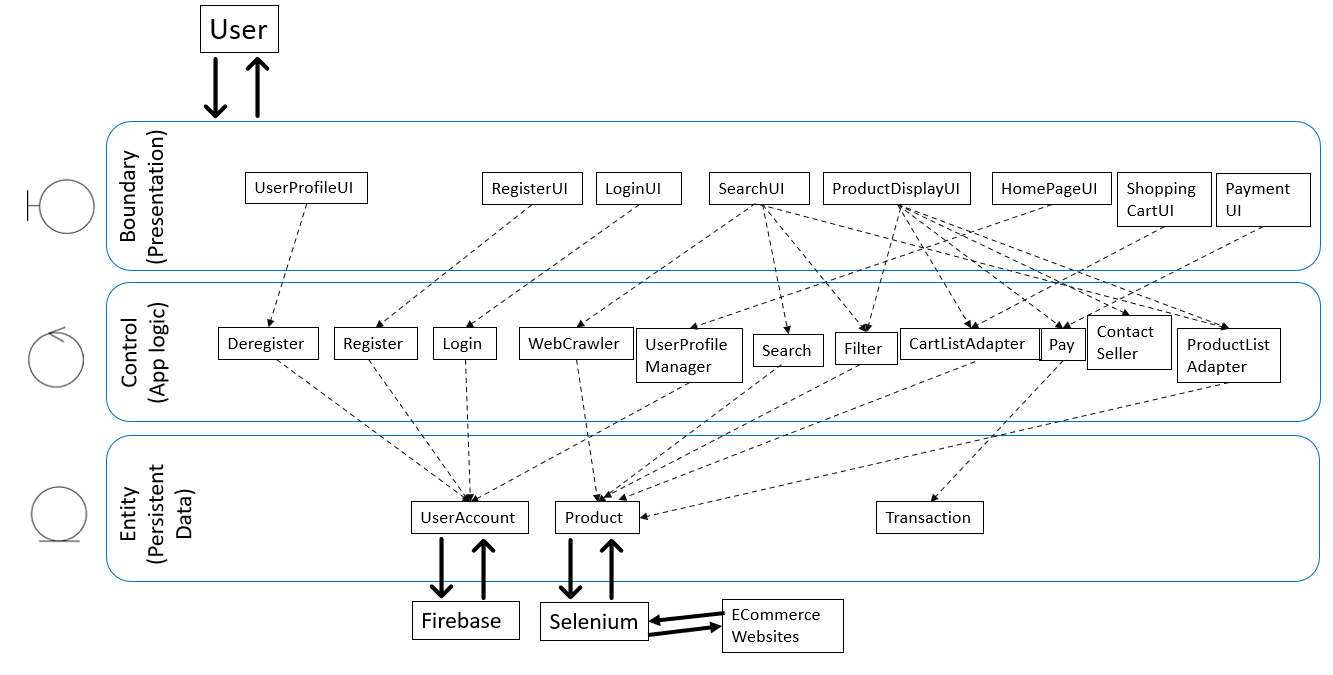 User
Boundary
(Presentation)
UserProfileUI
RegisterUI
LoginUI
SearchUI
ProductDisplayUI
HomePageUI
Shopping
CartUI
Payment
UI
Control
(App logic)
Deregister
Register
Login
WebCrawler
UserProfile
Manager
Search
Filter
CartListAdapter
Pay
Contact
Seller
ProductList
Adapter
Entity
(Persistent
Data)
UserAccount
Product
Transaction
Firebase
Selenium
ECommerce
Websites